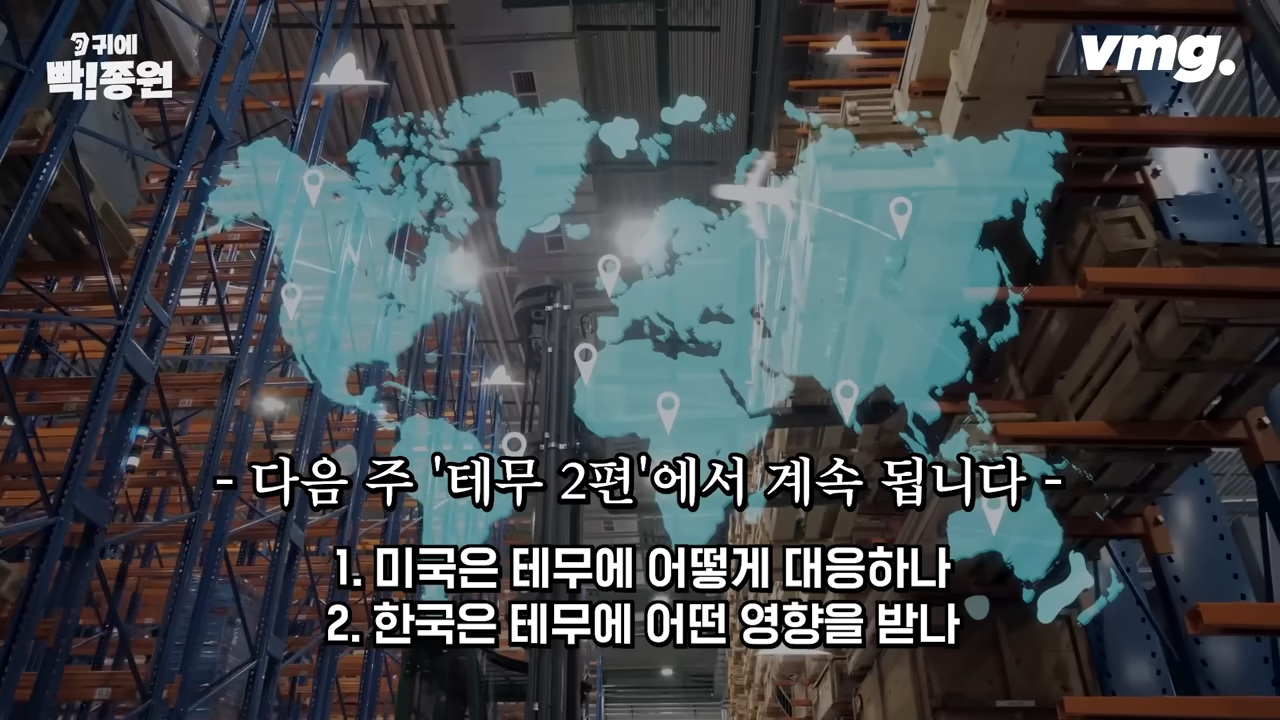 귀에
빡!종원
vmg.
- 다음 주 '테무 2편'에서 계속 됩니다 -
1. 미국은 테무에 어떻게 대응하나
2. 한국은 테무에 어떤 영향을 받나